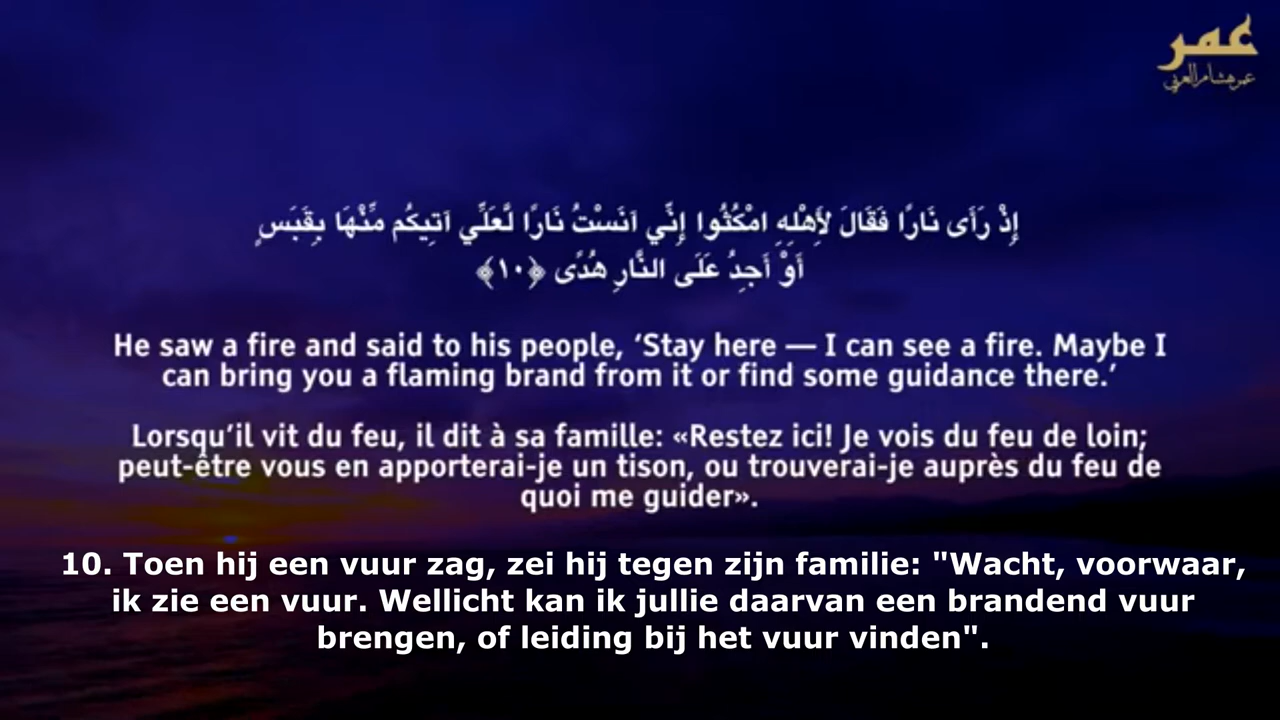 عمر
عمر هشام العربي
إِذْ رَأَى نَارًا فَقَالَ لِأَهْلِهِ امْكُثُوا إِنِّي آنَسْتُ نَارًا لَّعَلِّي آتِيكُم مِّنْهَا بِقَبَسٍ
أَوْ أَجِدُ عَلَى النَّارِ هُدًى ﴿١٠﴾
He saw a fire and said to his people, ‘Stay here — I can see a fire. Maybe I
can bring you a flaming brand from it or find some guidance there.’
Lorsqu’il vit du feu, il dit à sa famille: «Restez ici! Je vois du feu de loin;
peut-être vous en apporterai-je un tison, ou trouverai-je auprès du feu de
quoi me guider».
10. Toen hij een vuur zag, zei hij tegen zijn familie: "Wacht, voorwaar,
ik zie een vuur. Wellicht kan ik jullie daarvan een brandend vuur
brengen, of leiding bij het vuur vinden".